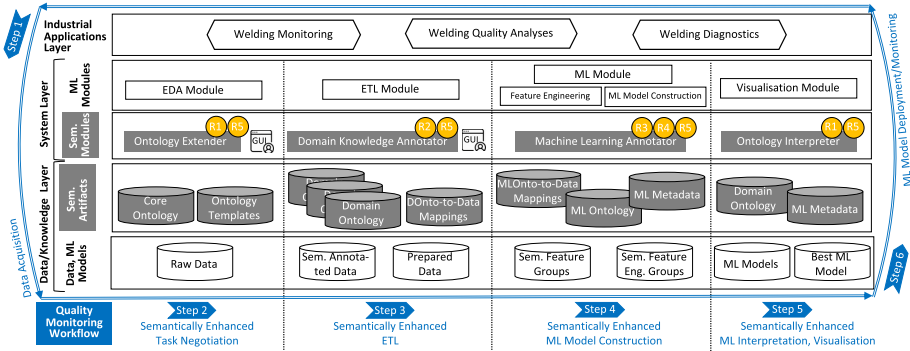 Step 1
Industrial
Applications
Layer
Welding Monitoring
Welding Quality Analyses
Welding Diagnostics
System Layer
ML
Modules
EDA Module
ETL Module
ML Module
Feature Engineering
ML Model Construction
Visualisation Module
Sem.
Modules
R1
R5
Ontology Extender
GUI
R2
R5
Domain Knowledge Annotator
GUI
R3
R4
R5
Machine Learning Annotator
R1
R5
Ontology Interpreter
Data/Knowledge Layer
Sem.
Artifacts
Core
Ontology
Ontology
Templates
Domain
Ontology
DOnto-to-Data
Mappings
MLOnto-to-Data
Mappings
ML Ontology
ML Metadata
Domain
Ontology
ML Metadata
Data, ML
Models
Raw Data
Sem. Annota-
ted Data
Prepared
Data
Sem. Feature
Groups
Sem. Feature
Eng. Groups
ML Models
Best ML
Model
Data Acquisition
ML Model Deployment/Monitoring
Step 6
Quality
Monitoring
Workflow
Step 2
Semantically Enhanced
Task Negotiation
Step 3
Semantically Enhanced
ETL
Step 4
Semantically Enhanced
ML Model Construction
Step 5
Semantically Enhanced
ML Interpretation, Visualisation